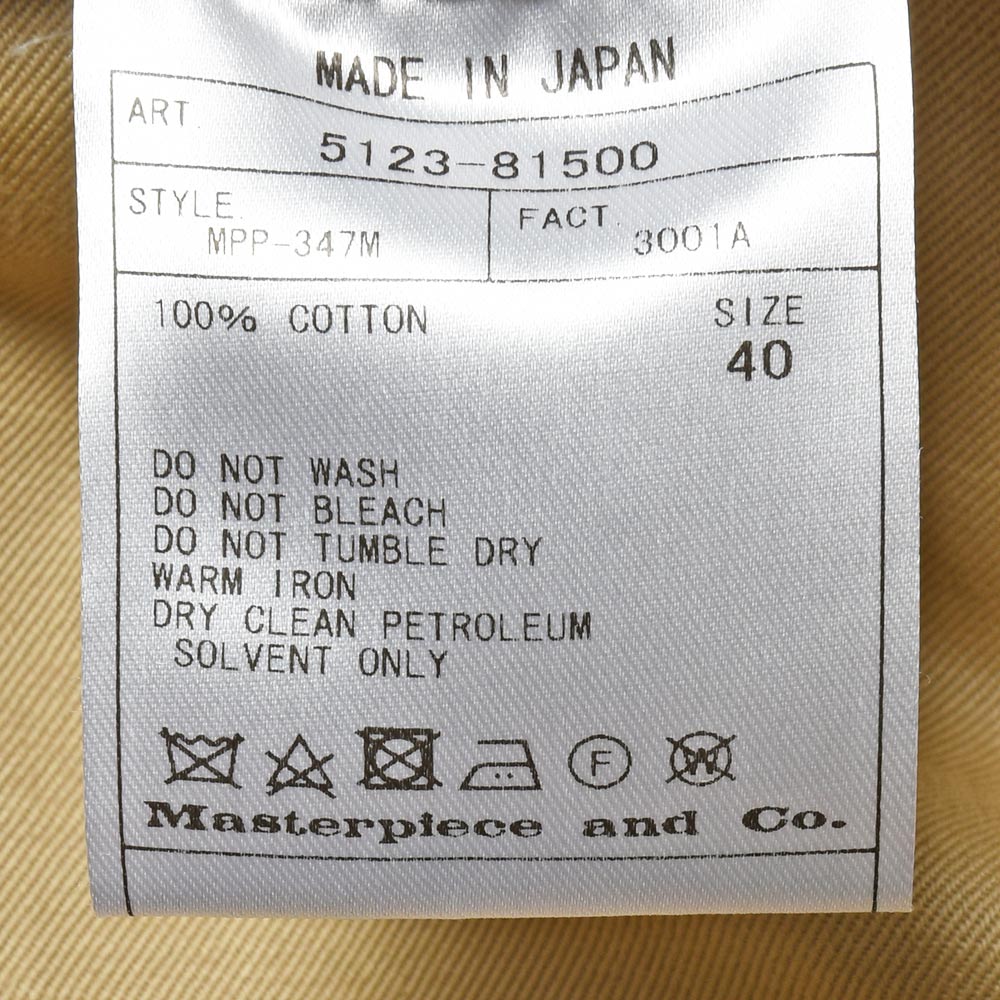 MADE IN JAPAN
ART.
5123-81500
STYLE.
MPP-347M
FACT.
3001A
100% COTTON
SIZE
40
DO NOT WASH
DO NOT BLEACH
DO NOT TUMBLE DRY
WARM IRON
DRY CLEAN PETROLEUM
SOLVENT ONLY
F W
Masterpiece and Co.